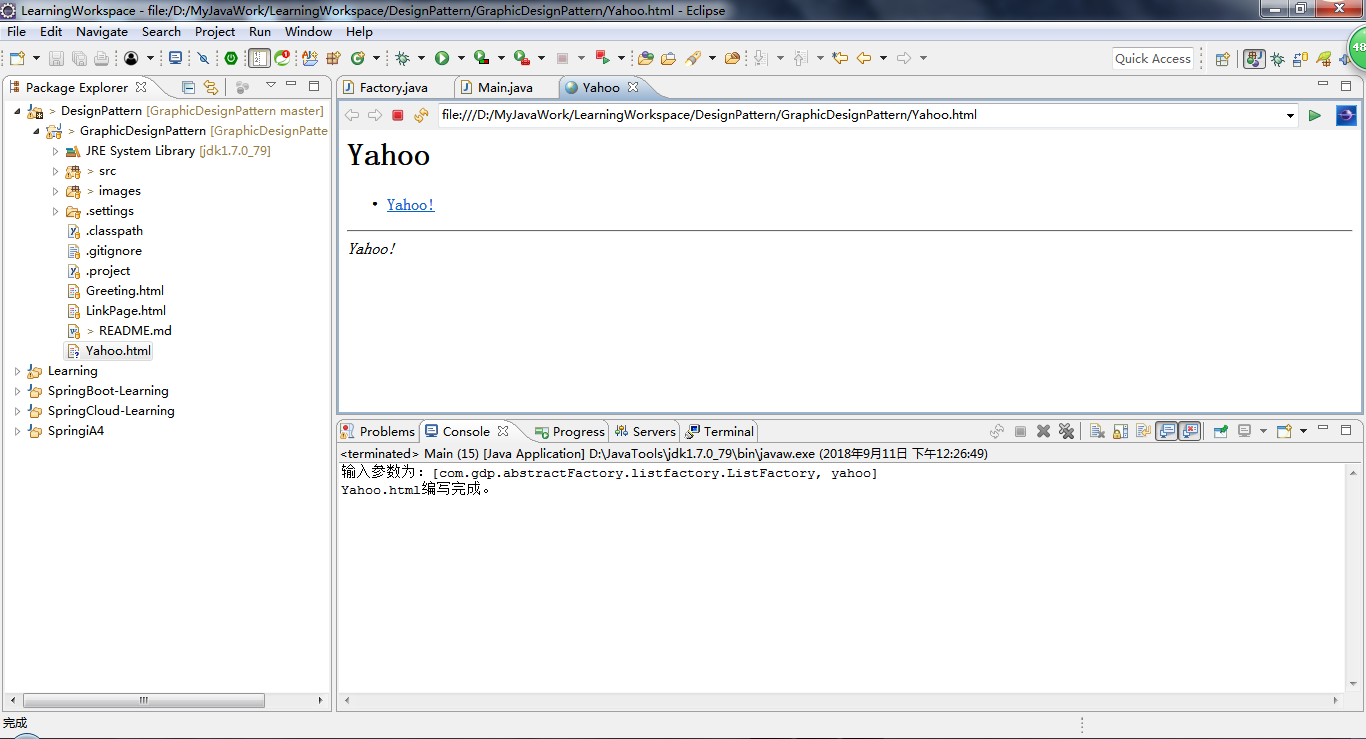 LearningWorkspace - file:/D:/MyJavaWork/LearningWorkspace/DesignPattern/GraphicDesignPattern/Yahoo.html - Eclipse
File Edit Navigate Search Project Run Window Help
Quick Access
48
Package Explorer
Factory.java Main.java Yahoo
> DesignPattern [GraphicDesignPattern master]
> GraphicDesignPattern [GraphicDesignPatte
JRE System Library [jdk1.7.0_79]
> src
> images
.settings
.classpath
.gitignore
.project
Greeting.html
LinkPage.html
> README.md
Yahoo.html
Learning
SpringBoot-Learning
SpringCloud-Learning
SpringiA4
file:///D:/MyJavaWork/LearningWorkspace/DesignPattern/GraphicDesignPattern/Yahoo.html
Yahoo
• Yahoo!
Yahoo!
Problems Console Progress Servers Terminal
<terminated> Main (15) [Java Application] D:\JavaTools\jdk1.7.0_79\bin\javaw.exe (2018年9月11日 下午12:26:49)
输入参数为：[com.gdp.abstractFactory.listfactory.ListFactory, yahoo]
Yahoo.html编写完成。
完成